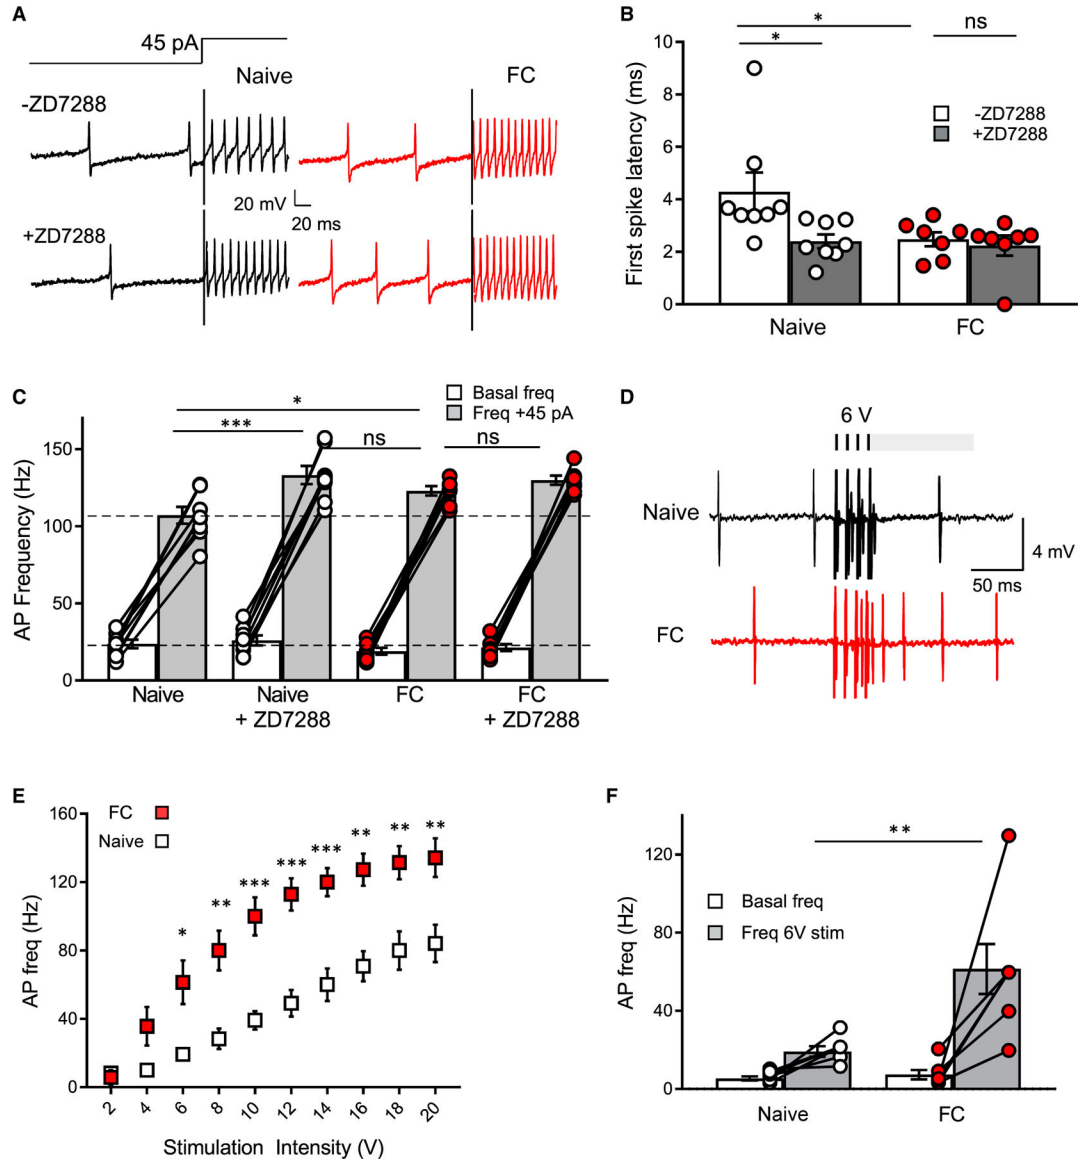 A
45 pA
Naive
FC
-ZD7288
20 mV
20 ms
+ZD7288
B
*
ns
*
First spike latency (ms)
10
8
6
4
2
0
-ZD7288
+ZD7288
Naive
FC
C
Basal freq
Freq +45 pA
*
***
ns
ns
AP Frequency (Hz)
150
100
50
0
Naive
Naive
+ ZD7288
FC
FC
+ ZD7288
D
6 V
Naive
4 mV
50 ms
FC
E
FC
Naive
AP freq (Hz)
160
120
80
40
0
*
**
***
***
***
**
**
**
2
4
6
8
10
12
14
16
18
20
Stimulation Intensity (V)
F
**
AP freq (Hz)
120
80
40
0
Basal freq
Freq 6V stim
Naive
FC